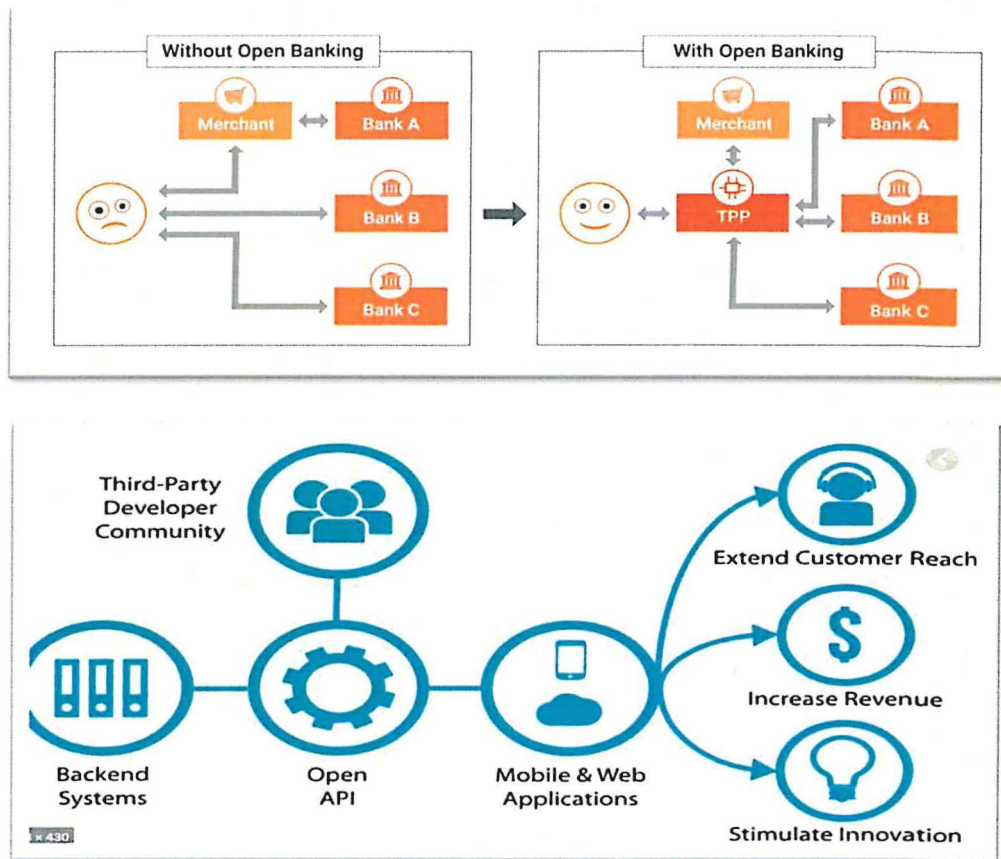 Without Open Banking
Merchant
Bank A
Bank B
Bank C
With Open Banking
Merchant
Bank A
TPP
Bank B
Bank C
Third-Party
Developer
Community
Backend
Systems
Open
API
Mobile & Web
Applications
Extend Customer Reach
Increase Revenue
Stimulate Innovation
× 430